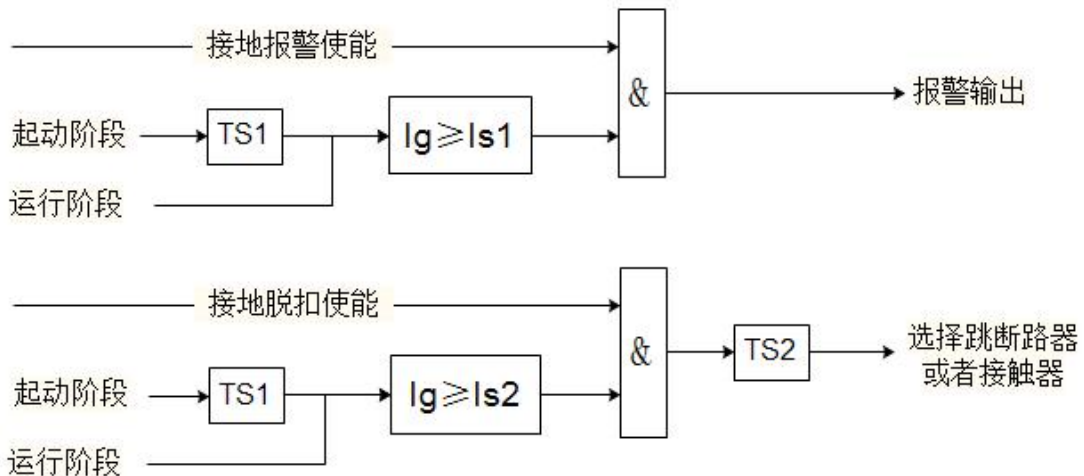 接地报警使能
起动阶段
TS1
Ig≥Is1
&
报警输出
运行阶段
接地脱扣使能
起动阶段
TS1
Ig≥Is2
&
TS2
选择跳断路器
或者接触器
运行阶段